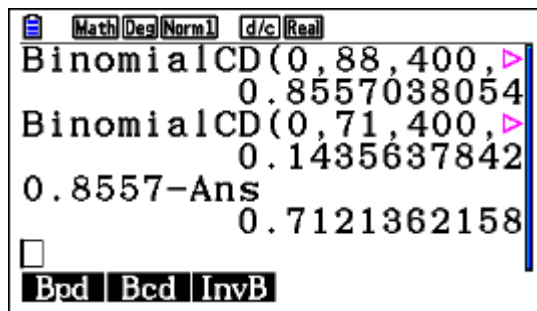 Math Deg Norm1 d/c Real
BinomialCD(0,88,400,▷
0.8557038054
BinomialCD(0,71,400,▷
0.1435637842
0.8557-Ans
0.7121362158
Bpd Bcd InvB